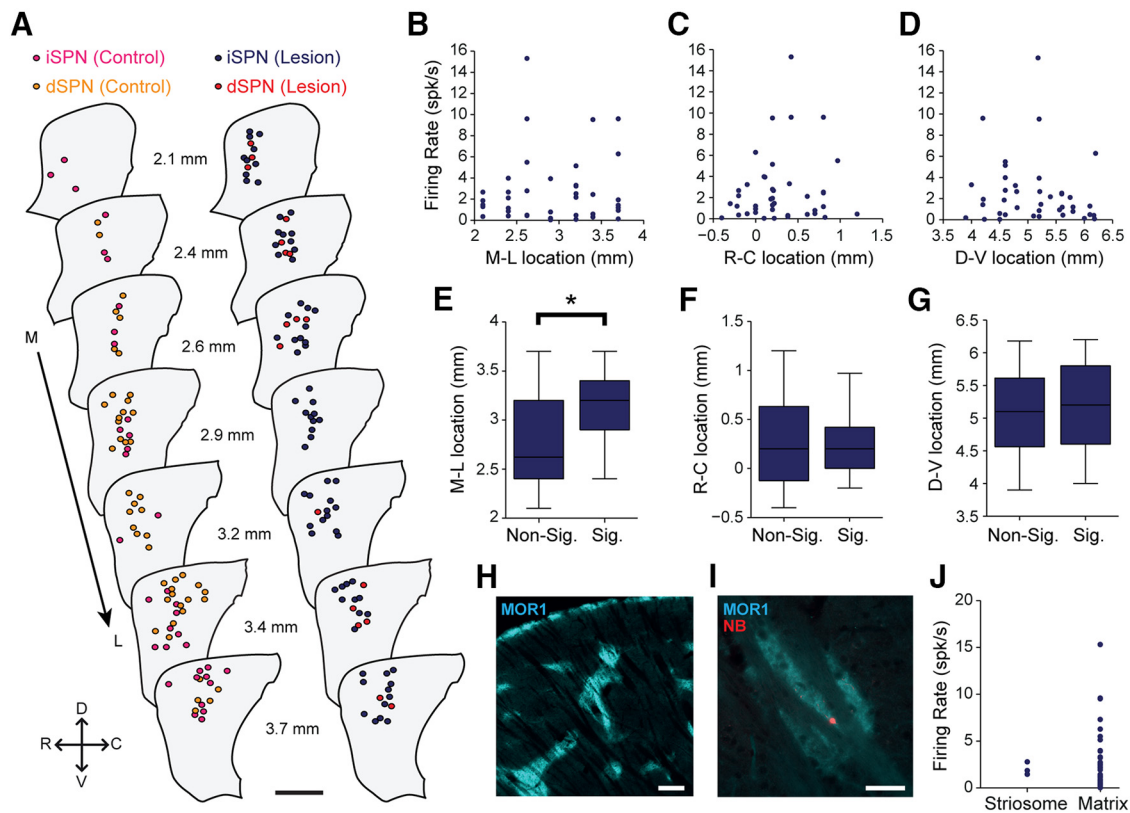 A
iSPN (Control)
iSPN (Lesion)
dSPN (Control)
dSPN (Lesion)
2.1 mm
2.4 mm
2.6 mm
2.9 mm
3.2 mm
3.4 mm
3.7 mm
M
L
D
R
C
V
B
Firing Rate (spk/s)
16
14
12
10
8
6
4
2
0
2
2.5
3
3.5
4
M-L location (mm)
C
16
14
12
10
8
6
4
2
0
−0.5
0
0.5
1
1.5
R-C location (mm)
D
16
14
12
10
8
6
4
2
0
3.5
4.5
5.5
6.5
D-V location (mm)
E
*
M-L location (mm)
4
3.5
3
2.5
2
Non-Sig.
Sig.
F
R-C location (mm)
1.5
1
0.5
0
−0.5
Non-Sig.
Sig.
G
D-V location (mm)
6.5
6
5.5
5
4.5
4
3.5
Non-Sig.
Sig.
H
MOR1
I
MOR1
NB
J
Firing Rate (spk/s)
20
15
10
5
0
Striosome
Matrix